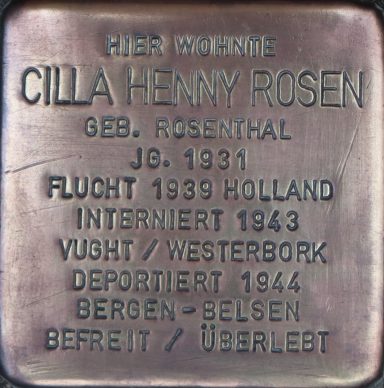 HIER WOHNTE
CILLA HENNY ROSEN
GEB. ROSENTHAL
JG. 1931
FLUCHT 1939 HOLLAND
INTERNIERT 1943
VUGHT / WESTERBORK
DEPORTIERT 1944
BERGEN-BELSEN
BEFREIT / ÜBERLEBT